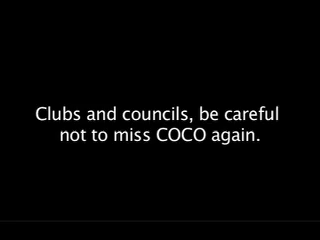 Clubs and councils, be careful
not to miss COCO again.